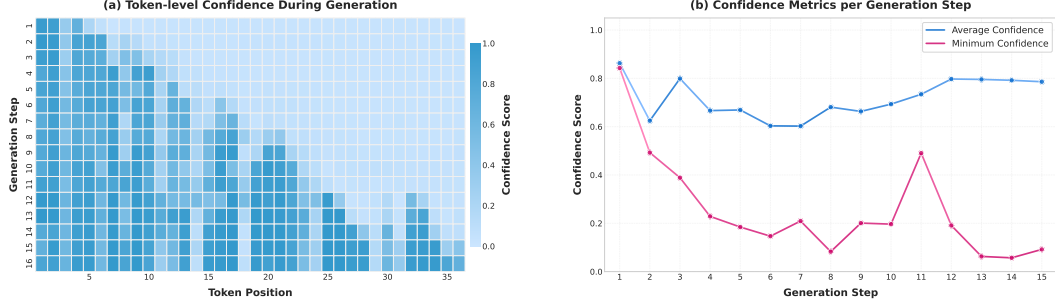 (a) Token-level Confidence During Generation
Generation Step
1
2
3
4
5
6
7
8
9
10
11
12
13
14
15
16
5 10 15 20 25 30 35
Token Position
1.0
0.8
0.6
0.4
0.2
0.0
Confidence Score
(b) Confidence Metrics per Generation Step
Average Confidence
Minimum Confidence
Confidence Score
1.0
0.8
0.6
0.4
0.2
0.0
1 2 3 4 5 6 7 8 9 10 11 12 13 14 15
Generation Step